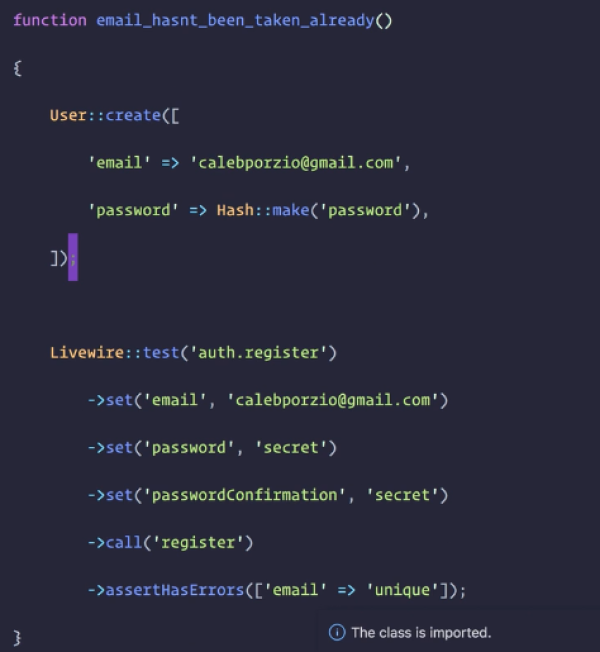 function email_hasnt_been_taken_already()
{
    User::create([
        'email' => 'calebporzio@gmail.com',
        'password' => Hash::make('password'),
    ]);
    Livewire::test('auth.register')
        ->set('email', 'calebporzio@gmail.com')
        ->set('password', 'secret')
        ->set('passwordConfirmation', 'secret')
        ->call('register')
        ->assertHasErrors(['email' => 'unique']);
}
The class is imported.